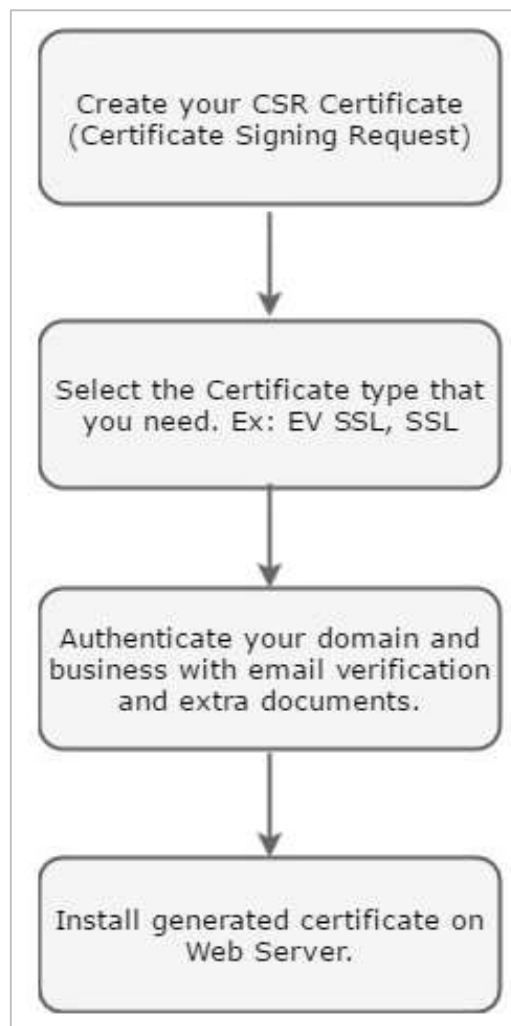 Create your CSR Certificate
(Certificate Signing Request)
Select the Certificate type that
you need. Ex: EV SSL, SSL
Authenticate your domain and
business with email verification
and extra documents.
Install generated certificate on
Web Server.